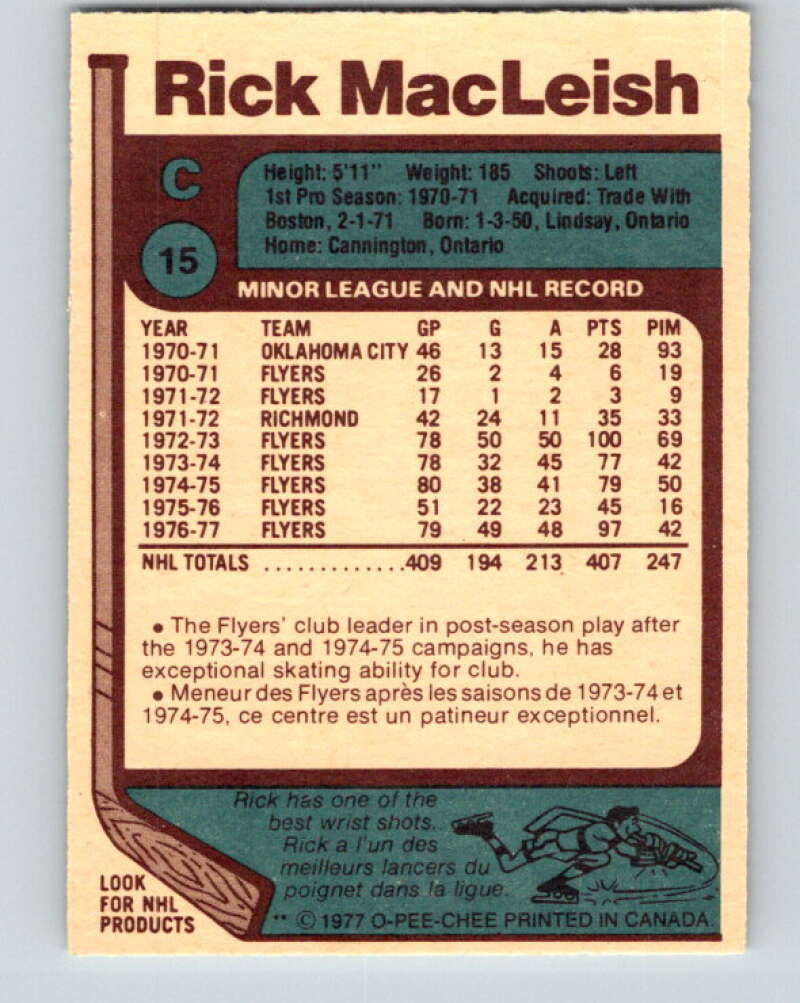 Rick MacLeish
C
15
Height: 5'11" Weight: 185 Shoots: Left
1st Pro Season: 1970-71 Acquired: Trade With
Boston, 2-1-71 Born: 1-3-50, Lindsay, Ontario
Home: Cannington, Ontario
MINOR LEAGUE AND NHL RECORD
YEAR TEAM GP G A PTS PIM
1970-71 OKLAHOMA CITY 46 13 15 28 93
1970-71 FLYERS 26 2 4 6 19
1971-72 FLYERS 17 1 2 3 9
1971-72 RICHMOND 42 24 11 35 33
1972-73 FLYERS 78 50 50 100 69
1973-74 FLYERS 78 32 45 77 42
1974-75 FLYERS 80 38 41 79 50
1975-76 FLYERS 51 22 23 45 16
1976-77 FLYERS 79 49 48 97 42
NHL TOTALS .............409 194 213 407 247
• The Flyers' club leader in post-season play after
the 1973-74 and 1974-75 campaigns, he has
exceptional skating ability for club.
• Meneur des Flyers après les saisons de 1973-74 et
1974-75, ce centre est un patineur exceptionnel.
Rick has one of the
best wrist shots.
Rick a l'un des
meilleurs lancers du
poignet dans la ligue.
LOOK
FOR NHL
PRODUCTS
** © 1977 O-PEE-CHEE PRINTED IN CANADA.